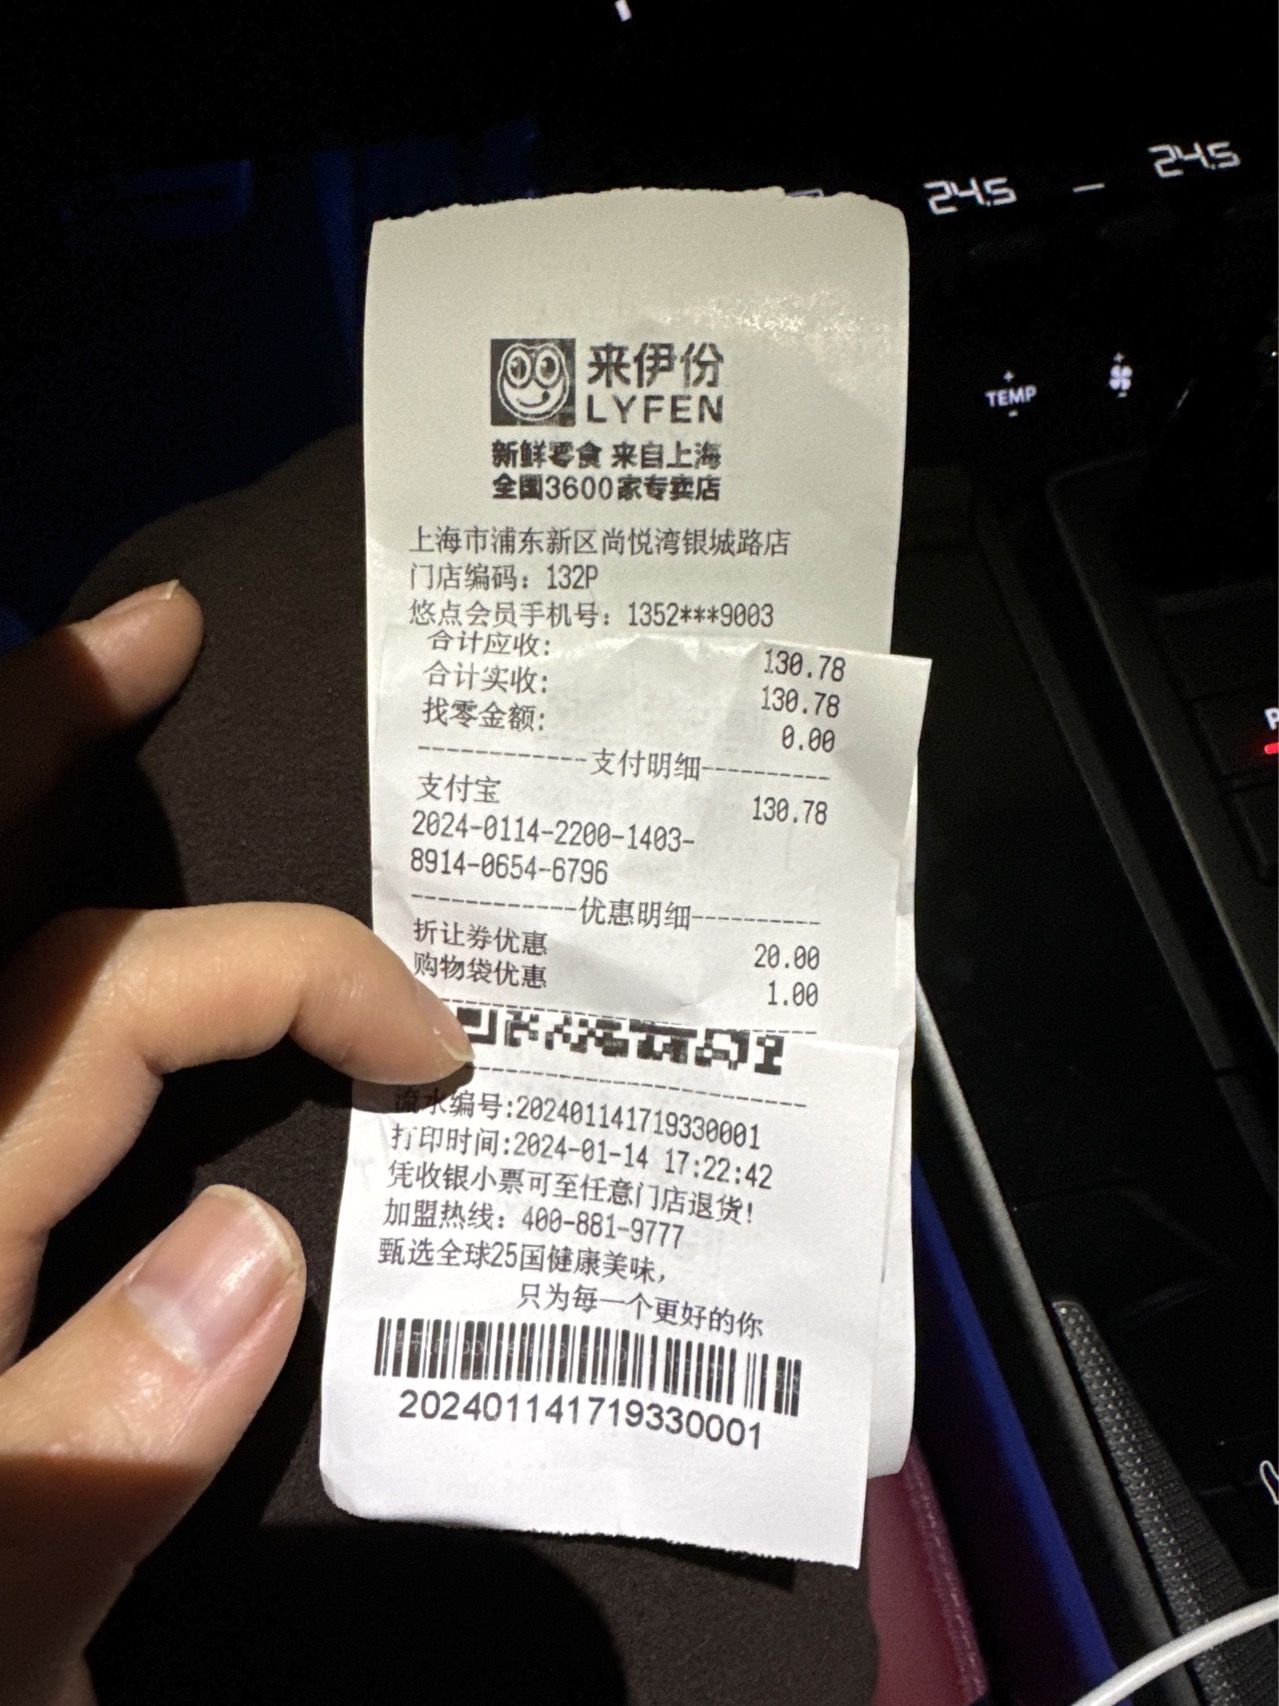 24.5 — 24.5
TEMP
来伊份
LYFEN
新鲜零食 来自上海
全国3600家专卖店
上海市浦东新区尚悦湾银城路店
门店编码：132P
悠点会员手机号：1352***9003
合计应收: 130.78
合计实收: 130.78
找零金额: 0.00
------------支付明细---------
支付宝 130.78
2024-0114-2200-1403-
8914-0654-6796
------------优惠明细---------
折让券优惠 20.00
购物袋优惠 1.00
流水编号:202401141719330001
打印时间:2024-01-14 17:22:42
凭收银小票可至任意门店退货!
加盟热线：400-881-9777
甄选全球25国健康美味，
只为每一个更好的你
202401141719330001